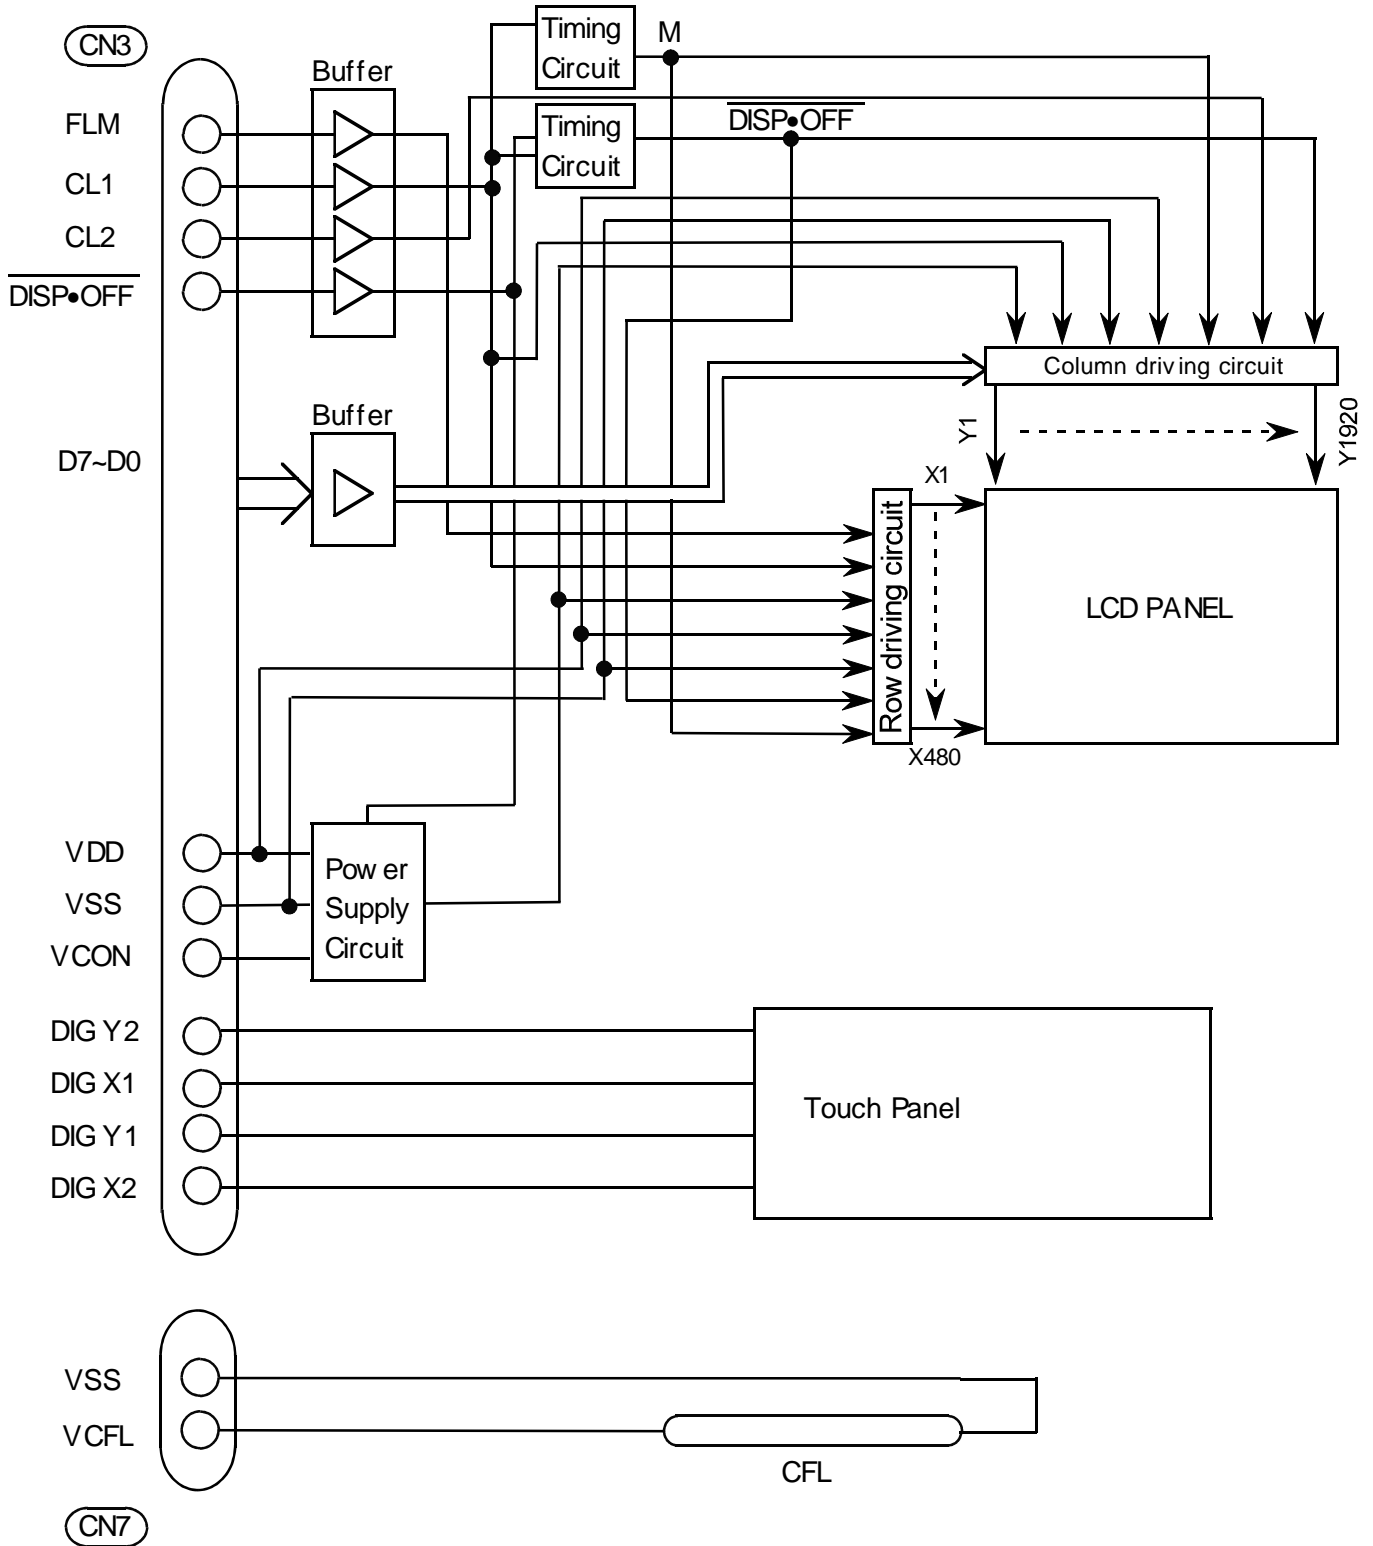 CN3
Timing
Circuit
M
Buffer
FLM
Timing
Circuit
DISP•OFF
CL1
CL2
DISP•OFF
Column driving circuit
Buffer
Y1
Y1920
D7~D0
X1
Row driving circuit
LCD PANEL
X480
VDD
VSS
VCON
Power
Supply
Circuit
DIG Y2
DIG X1
DIG Y1
DIG X2
Touch Panel
VSS
VCFL
CFL
CN7